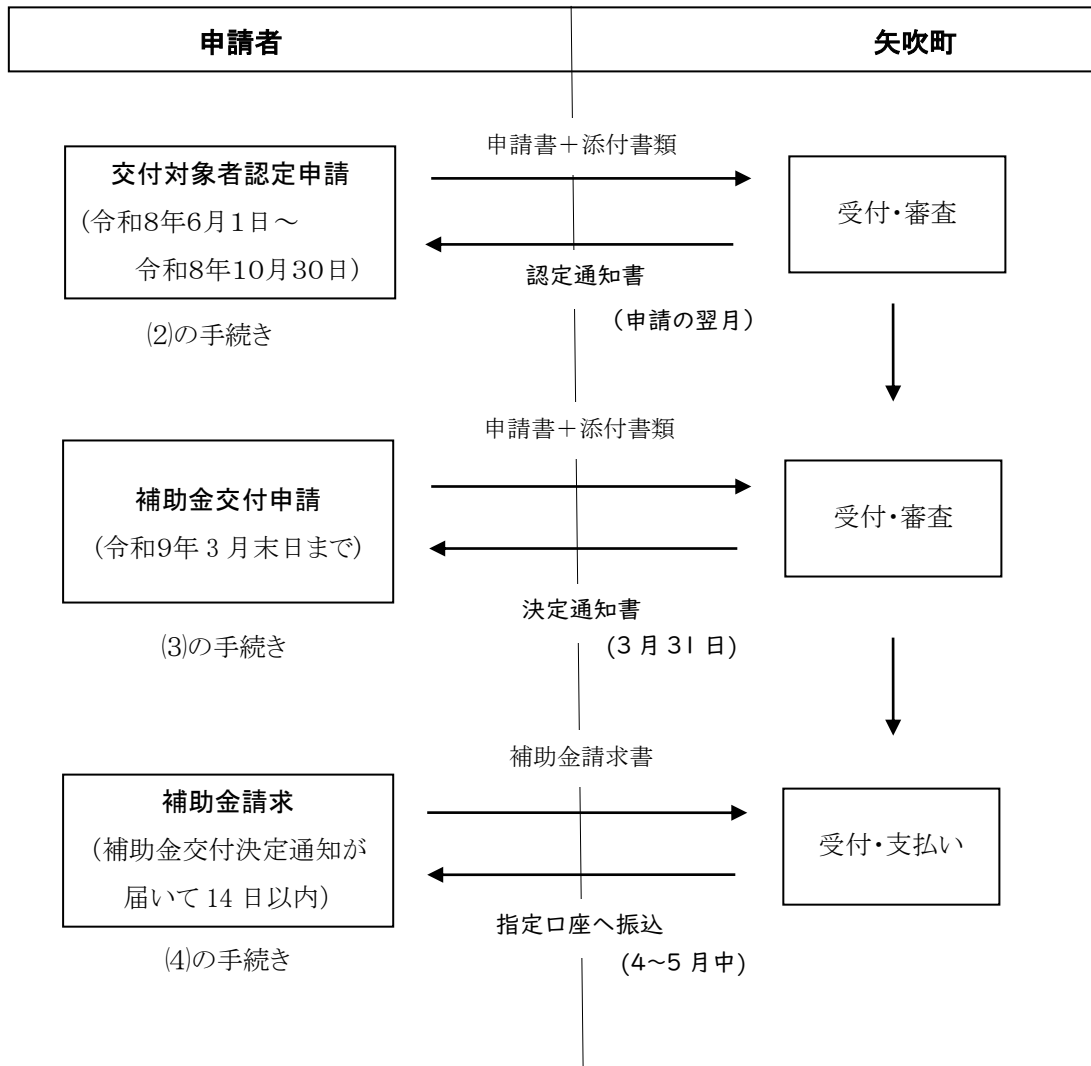 申請者
矢吹町
申請書＋添付書類
交付対象者認定申請
(令和8年6月1日～
令和8年10月30日)
受付・審査
認定通知書
(申請の翌月)
⑵の手続き
申請書＋添付書類
補助金交付申請
(令和9年3月末日まで)
受付・審査
決定通知書
(3月31日)
⑶の手続き
補助金請求書
補助金請求
(補助金交付決定通知が
届いて14日以内)
受付・支払い
指定口座へ振込
(4~5月中)
⑷の手続き